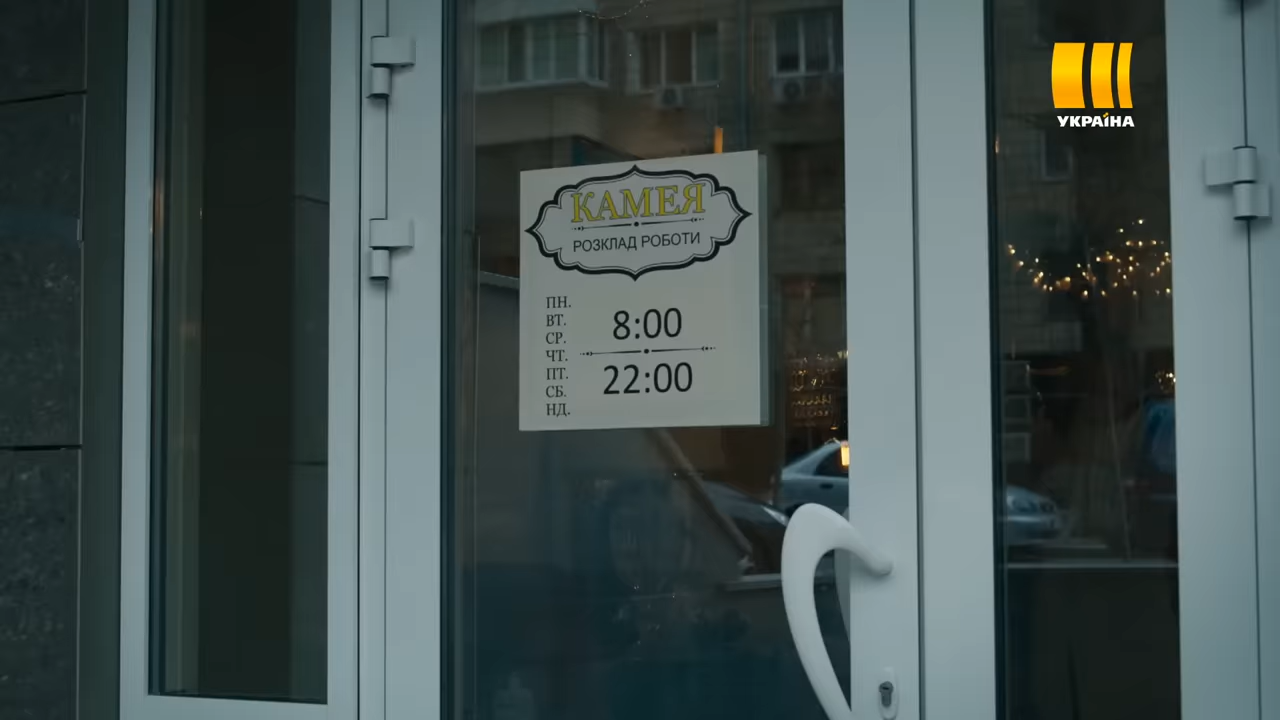 УКРАЇНА
КАМЕЯ
РОЗКЛАД РОБОТИ
ПН.
ВТ.
СР.
ЧТ.
ПТ.
СБ.
НД.
8:00
22:00